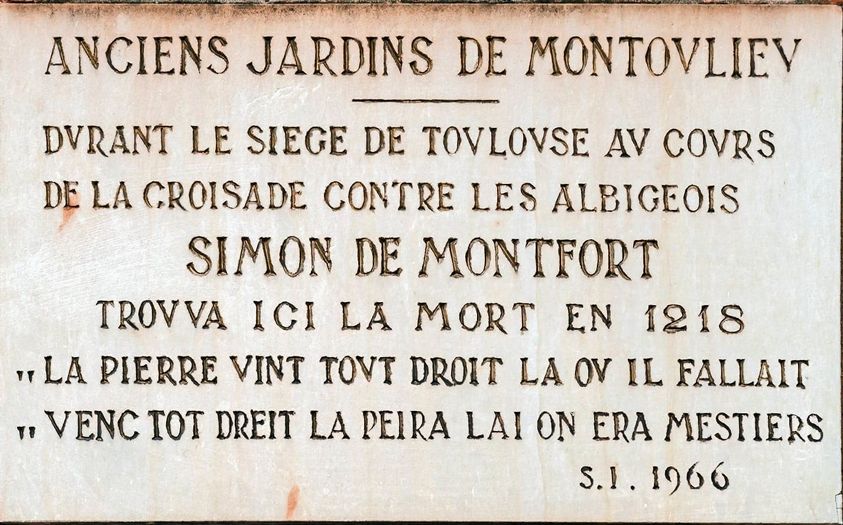 ANCIENS JARDINS DE MONTOVLIEV
DVRANT LE SIEGE DE TOVLOVSE AV COVRS
DE LA CROISADE CONTRE LES ALBIGEOIS
SIMON DE MONTFORT
TROVVA ICI LA MORT EN 1218
„ LA PIERRE VINT TOVT DROIT LA OV IL FALLAIT
„ VENC TOT DREIT LA PEIRA LAI ON ERA MESTIERS
S.I. 1966